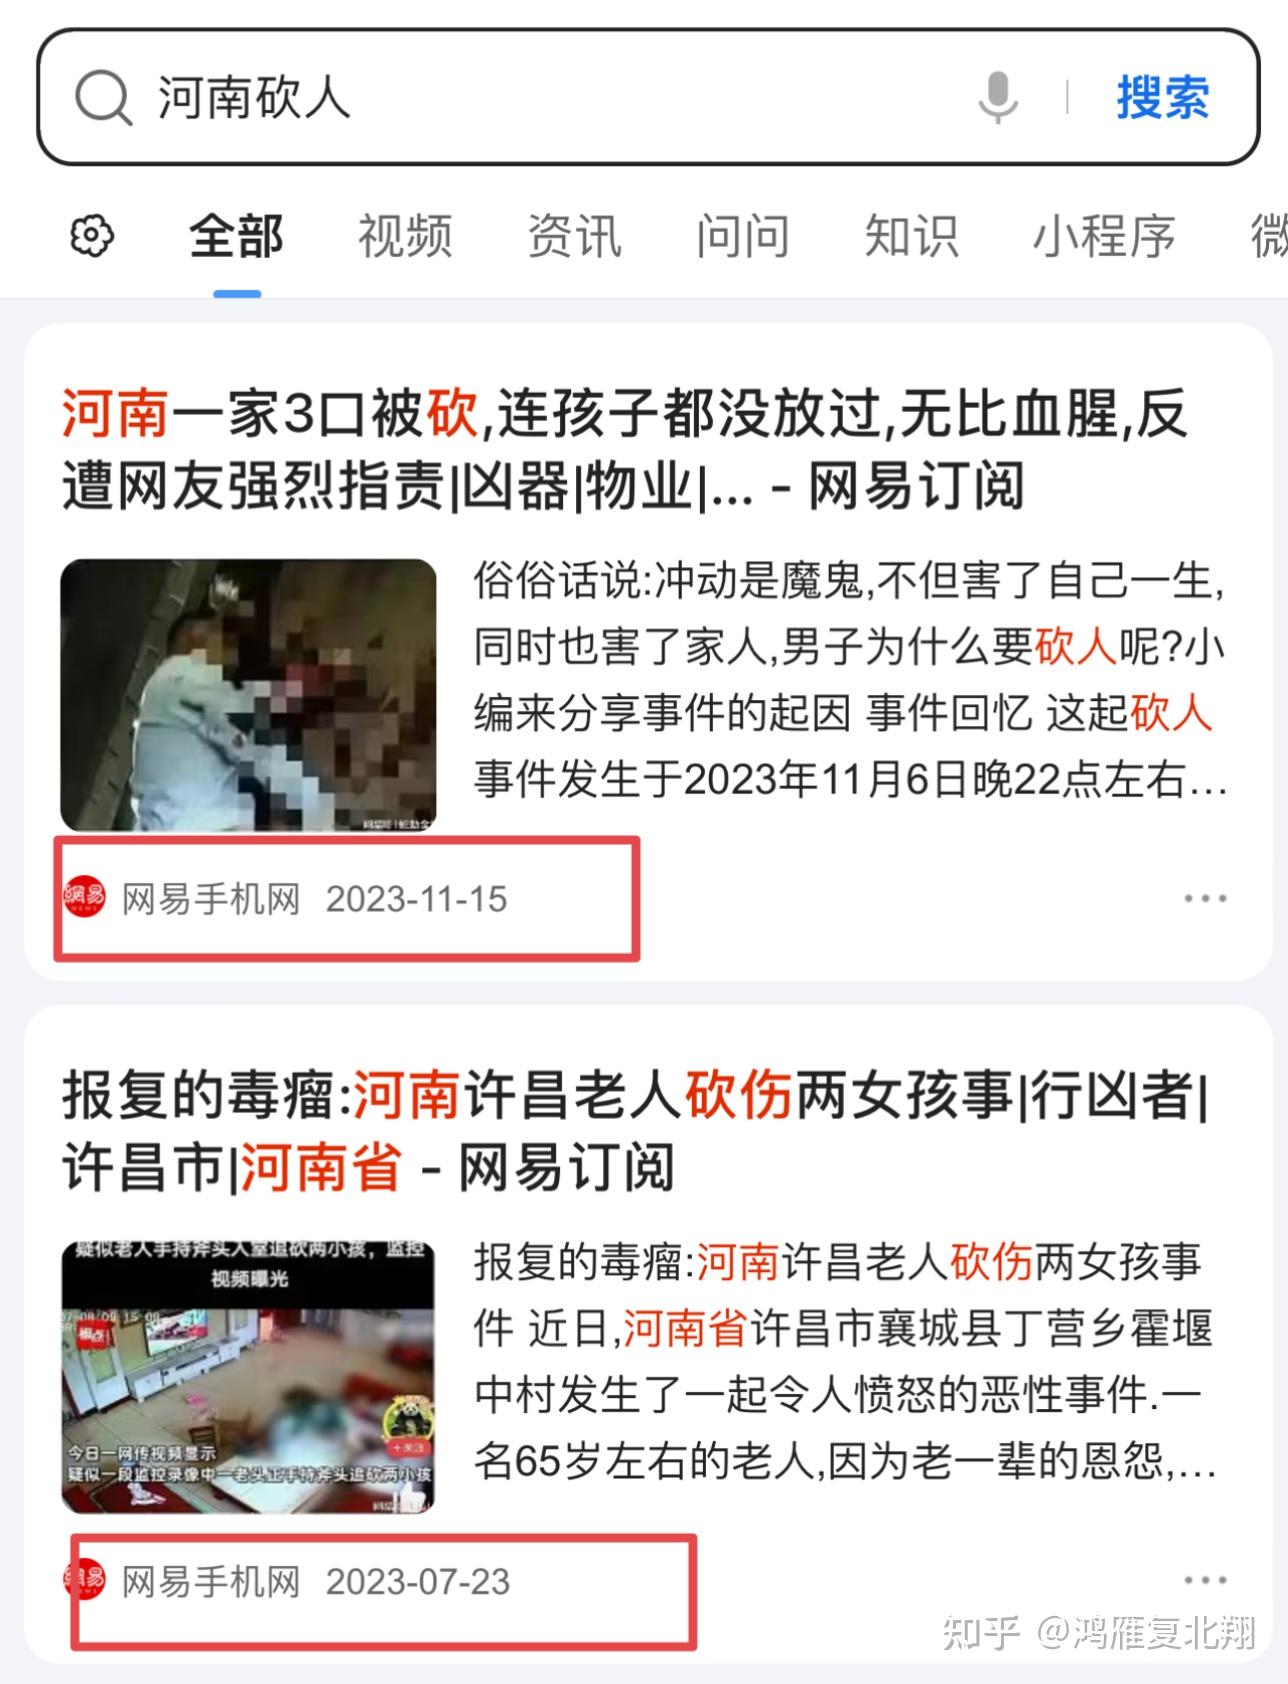 河南砍人
搜索
全部 视频 资讯 问问 知识 小程序 微
河南一家3口被砍,连孩子都没放过,无比血腥,反
遭网友强烈指责|凶器|物业|... - 网易订阅
俗俗话说:冲动是魔鬼,不但害了自己一生,
同时也害了家人,男子为什么要砍人呢?小
编来分享事件的起因 事件回忆 这起砍人
事件发生于2023年11月6日晚22点左右...
網易
NEWS
网易手机网 2023-11-15
报复的毒瘤:河南许昌老人砍伤两女孩事|行凶者|
许昌市|河南省 - 网易订阅
疑似老人手持斧头入室追砍两小孩，监控
视频曝光
今日一网传视频显示
疑似一段监控录像中一老头正手持斧头追砍两小孩
+关注
报复的毒瘤:河南许昌老人砍伤两女孩事
件 近日,河南省许昌市襄城县丁营乡霍堰
中村发生了一起令人愤怒的恶性事件.一
名65岁左右的老人,因为老一辈的恩怨,...
網易
网易手机网 2023-07-23
知乎 @鸿雁复北翔